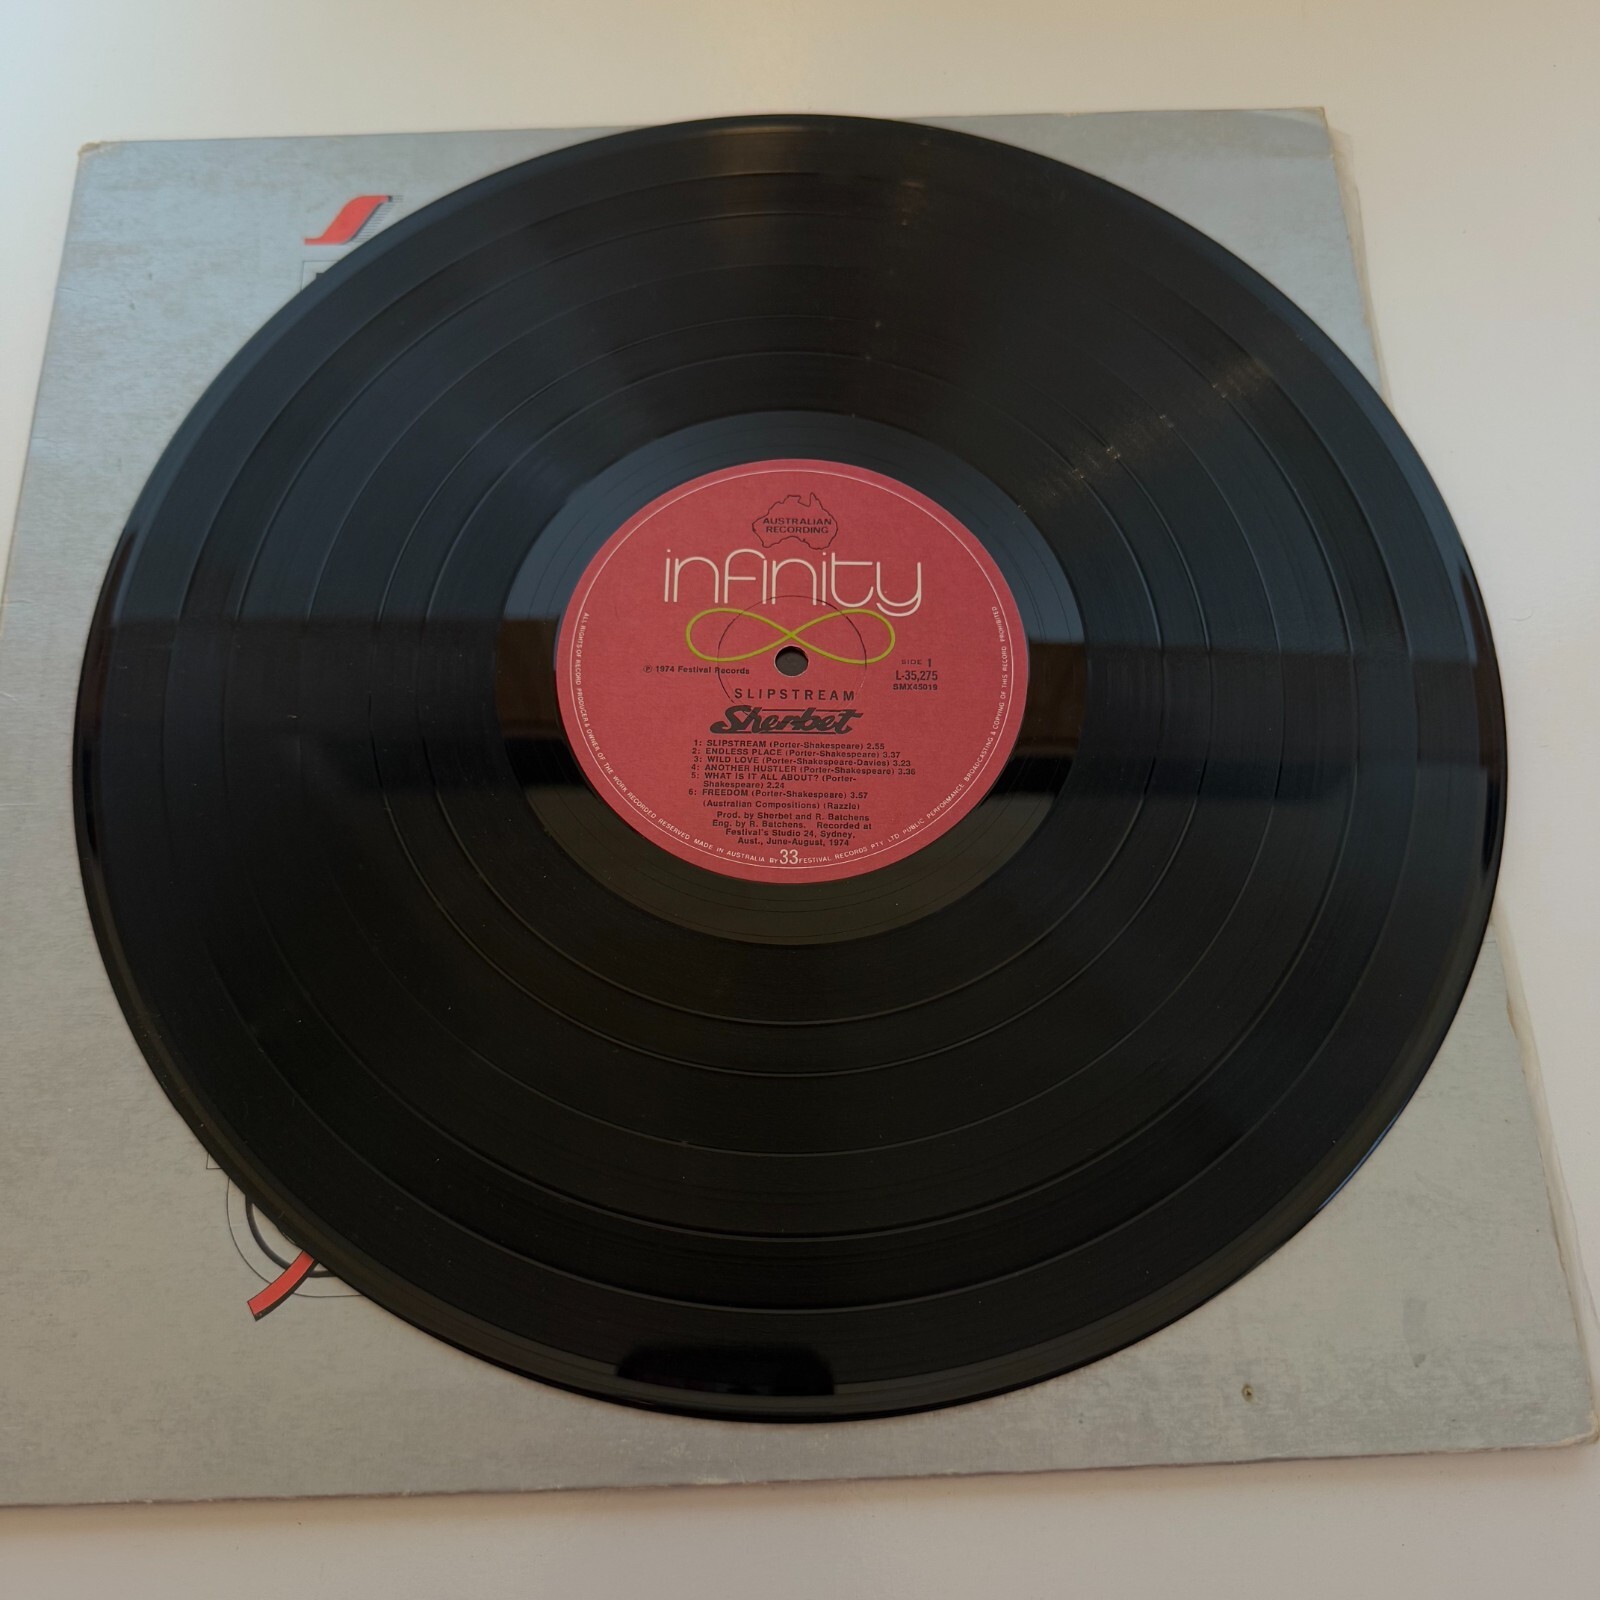 AUSTRALIAN
RECORDING
infinity
℗ 1974 Festival Records
SIDE 1
L-35,275
SMX45019
SLIPSTREAM
Sherbet
1: SLIPSTREAM (Porter-Shakespeare) 2.55
2: ENDLESS PLACE (Porter-Shakespeare) 3.37
3: WILD LOVE (Porter-Shakespeare-Davies) 3.23
4: ANOTHER HUSTLER (Porter-Shakespeare) 3.36
5: WHAT IS IT ALL ABOUT? (Porter-
Shakespeare) 2.24
6: FREEDOM (Porter-Shakespeare) 3.57
(Australian Compositions) (Razzle)
Prod. by Sherbet and R. Batchens
Eng. by R. Batchens. Recorded at
Festival's Studio 24, Sydney,
Aust., June-August, 1974
ALL RIGHTS OF RECORD PRODUCER & OWNER OF THE WORK RECORDED RESERVED. MADE IN AUSTRALIA BY 33 FESTIVAL RECORDS PTY LTD PUBLIC PERFORMANCE BROADCASTING & COPYING OF THIS RECORD PROHIBITED